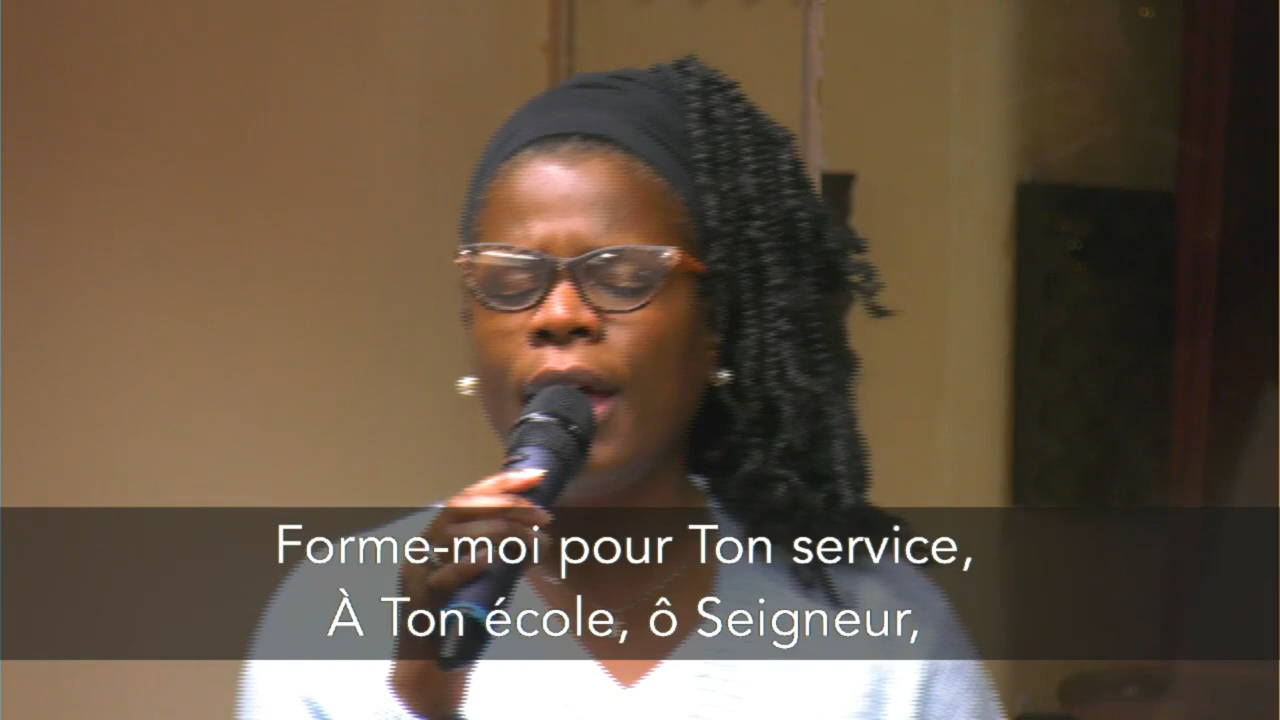 Forme-moi pour Ton service,
À Ton école, ô Seigneur,